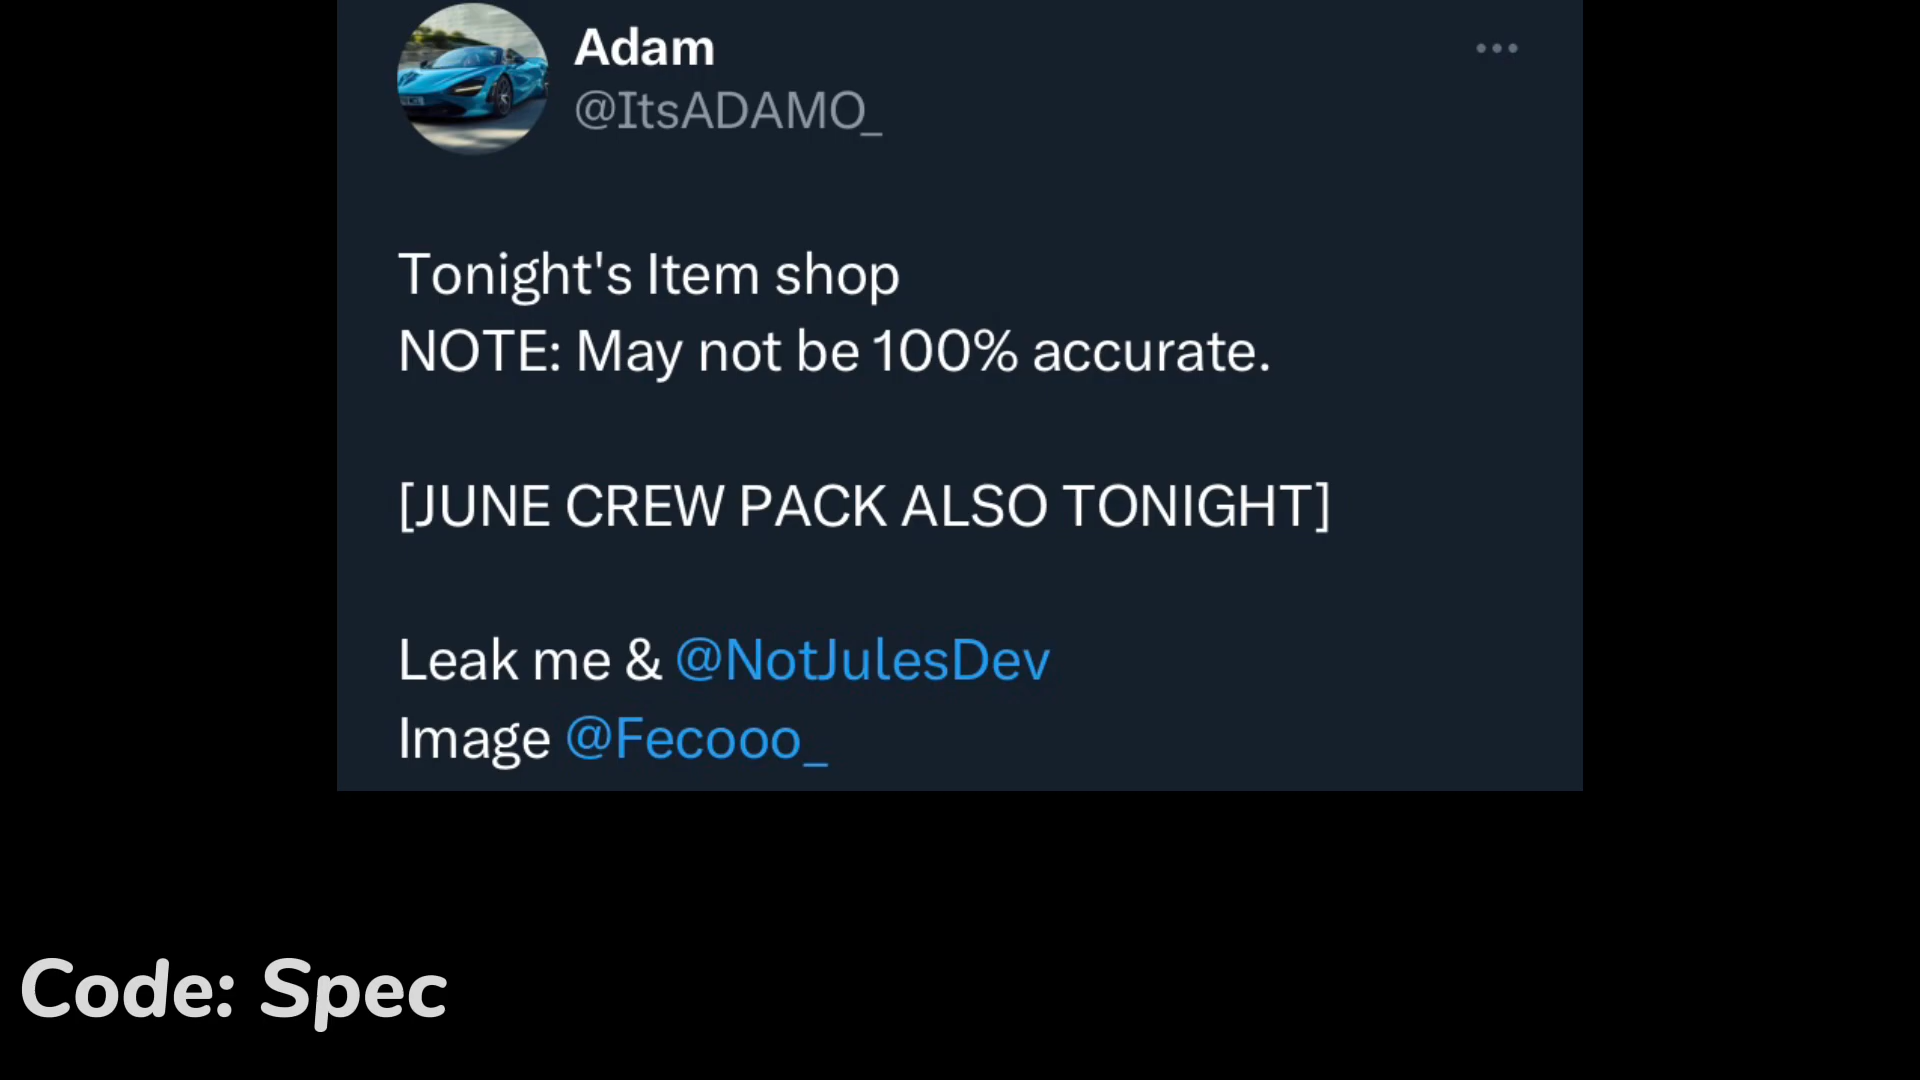 Adam
@ItsADAMO_
Tonight's Item shop
NOTE: May not be 100% accurate.
[JUNE CREW PACK ALSO TONIGHT]
Leak me & @NotJulesDev
Image @Fecooo_
Code: Spec